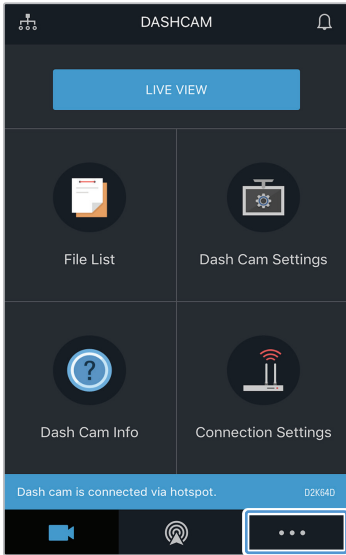 DASHCAM
LIVE VIEW
File List
Dash Cam Settings
Dash Cam Info
Connection Settings
Dash cam is connected via hotspot.
D2K64D